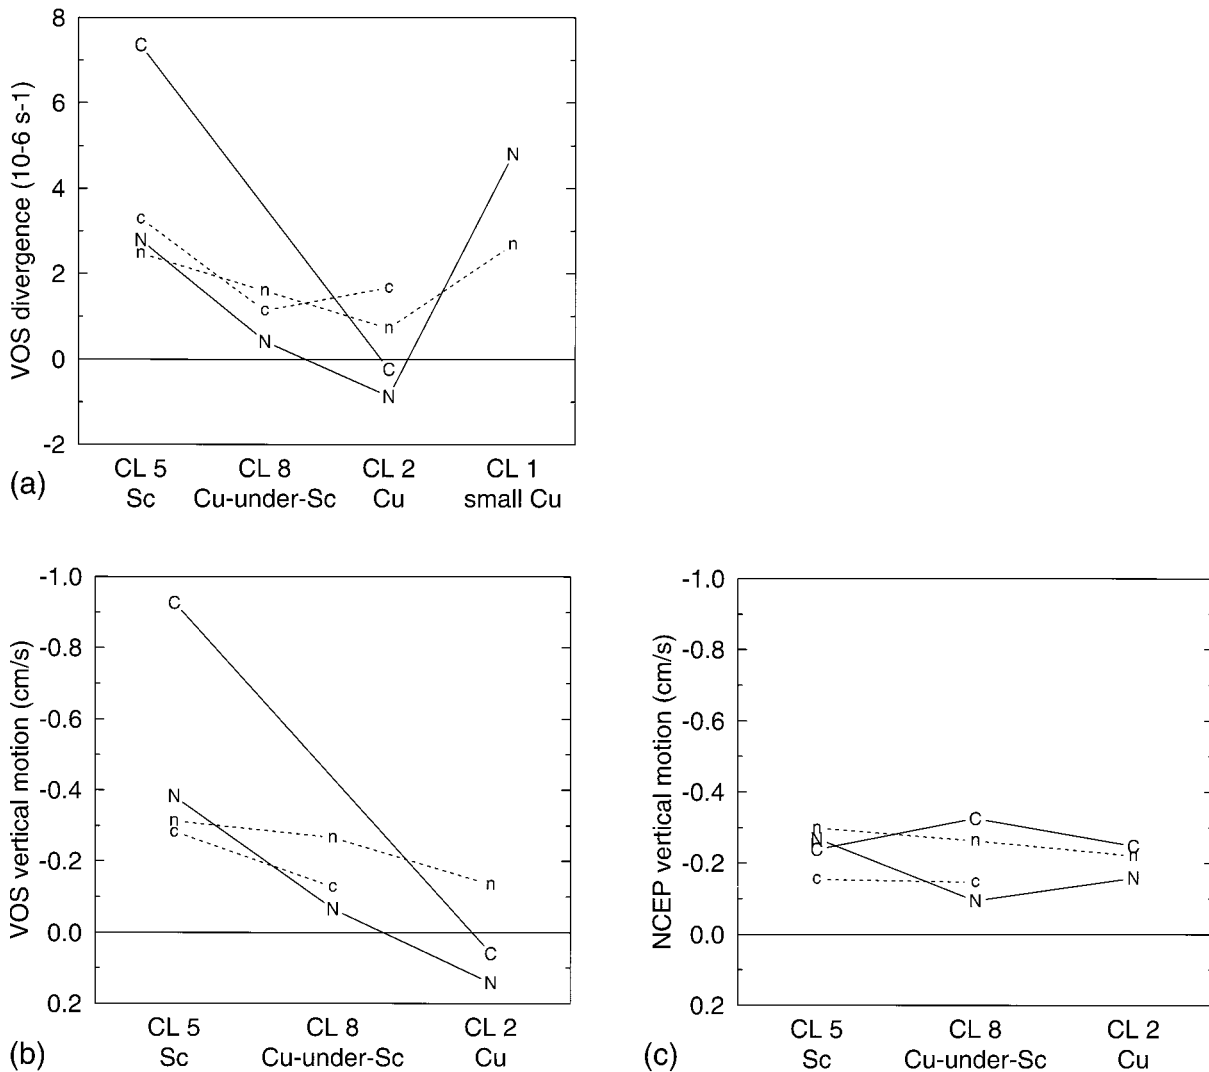 8
6
4
2
0
-2
VOS divergence (10-6 s-1)
C
c
N
n
n
c
N
c
n
C
N
N
n
CL 5 CL 8 CL 2 CL 1
Sc Cu-under-Sc Cu small Cu
(a)
-1.0
-0.8
-0.6
-0.4
-0.2
0.0
0.2
VOS vertical motion (cm/s)
C
N
n
c
n
c
N
n
C
N
CL 5 CL 8 CL 2
Sc Cu-under-Sc Cu
(b)
-1.0
-0.8
-0.6
-0.4
-0.2
0.0
0.2
NCEP vertical motion (cm/s)
n
N
C
c
C
n
c
N
C
n
N
CL 5 CL 8 CL 2
Sc Cu-under-Sc Cu
(c)